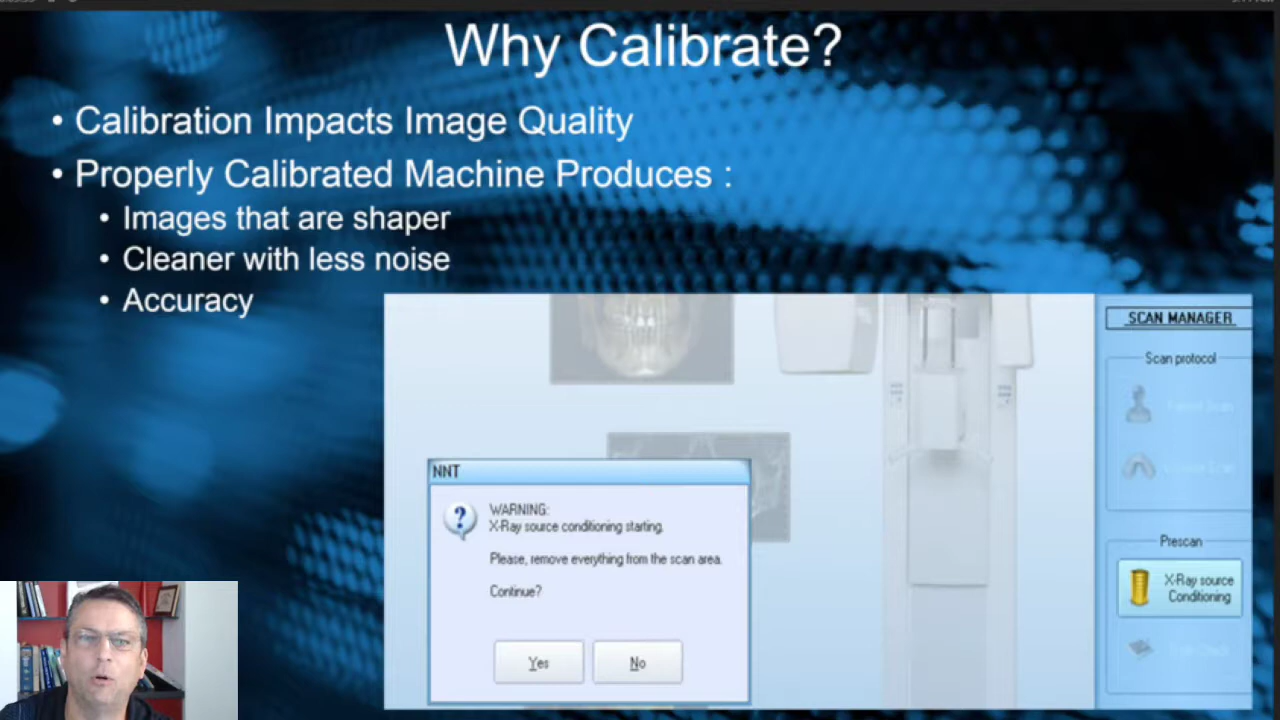 Why Calibrate?
• Calibration Impacts Image Quality
• Properly Calibrated Machine Produces :
• Images that are shaper
• Cleaner with less noise
• Accuracy
SCAN MANAGER
Scan protocol
Prescan
X-Ray source
Conditioning
NNT
WARNING:
X-Ray source conditioning starting.
Please, remove everything from the scan area.
Continue?
Yes
No